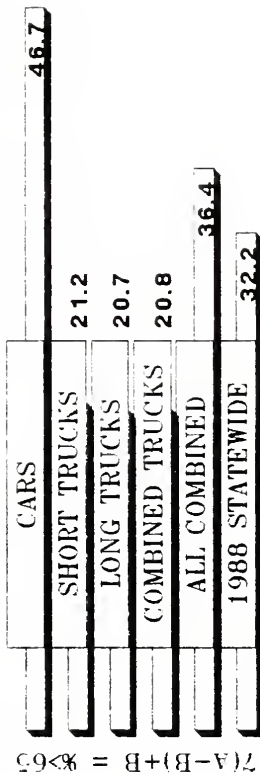 CARS 46.7
SHORT TRUCKS 21.2
LONG TRUCKS 20.7
COMBINED TRUCKS 20.8
ALL COMBINED 36.4
1988 STATEWIDE 32.2
7(A-B)+B = %>65